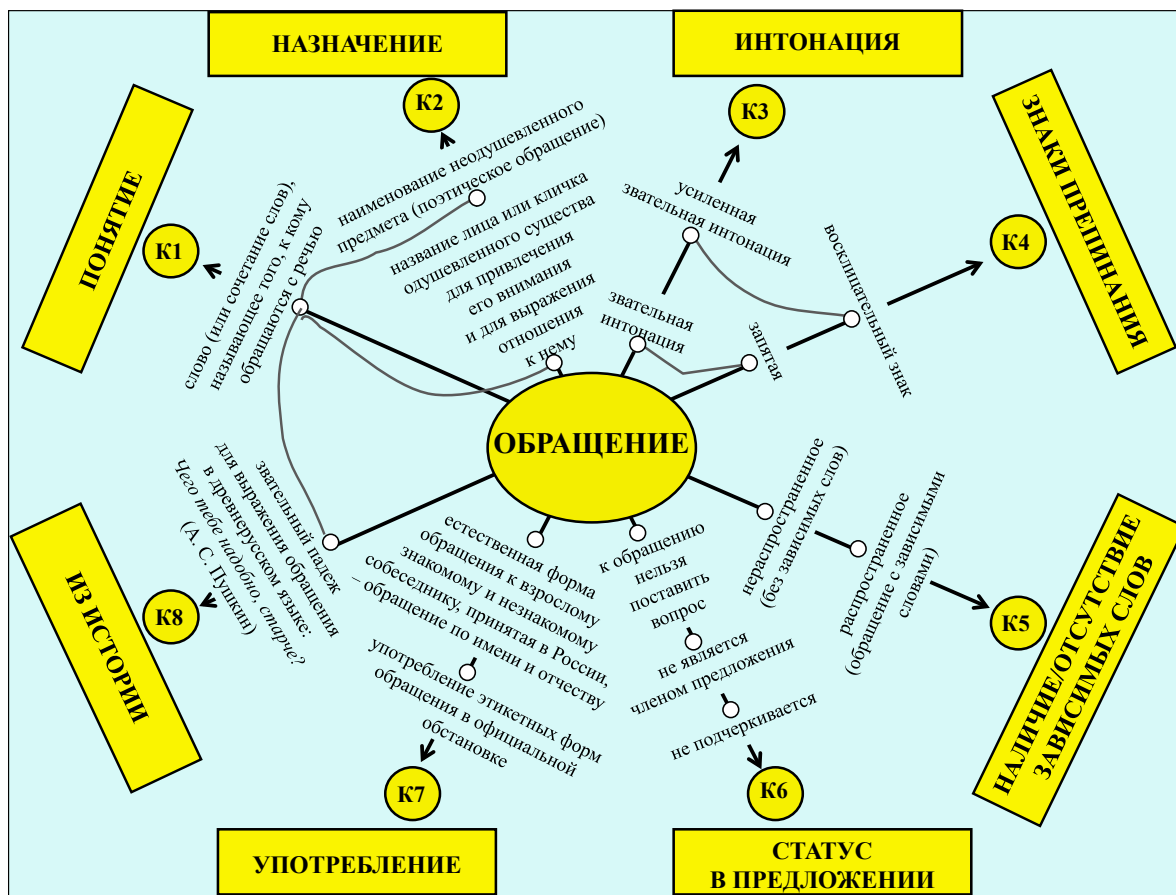 НАЗНАЧЕНИЕ
ИНТОНАЦИЯ
ПОНЯТИЕ
К1
слово (или сочетание слов),
называющее того, к кому
обращаются с речью
К2
наименование неодушевленного
предмета (поэтическое обращение)
название лица или кличка
одушевленного существа
для привлечения
его внимания
и для выражения
отношения
к нему
К3
усиленная
звательная интонация
звательная
интонация
К4
ЗНАКИ ПРЕПИНАНИЯ
восклицательный знак
запятая
ОБРАЩЕНИЕ
нераспространенное
(без зависимых слов)
распространенное
(обращение с зависимыми
словами)
К5
НАЛИЧИЕ/ОТСУТСТВИЕ
ЗАВИСИМЫХ СЛОВ
к обращению
нельзя
поставить
вопрос
не является
членом предложения
не подчеркивается
К6
СТАТУС
В ПРЕДЛОЖЕНИИ
естественная форма
обращения к взрослому
знакомому и незнакомому
собеседнику, принятая в России,
– обращение по имени и отчеству
употребление этикетных форм
обращения в официальной
обстановке
К7
УПОТРЕБЛЕНИЕ
звательный падеж
для выражения обращения
в древнерусском языке:
Чего тебе надобно, старче?
(А. С. Пушкин)
К8
ИЗ ИСТОРИИ